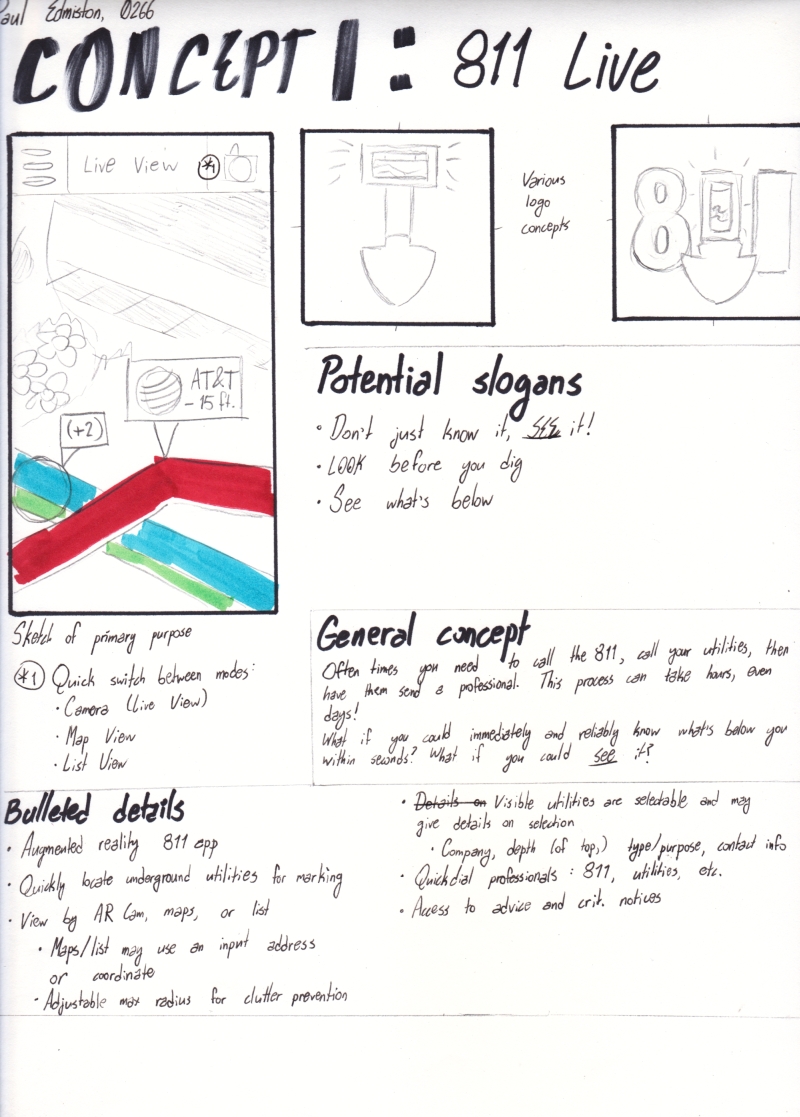 Paul Edmiston, 0266
CONCEPT 1: 811 Live
Live View *1
AT&T
- 15 ft.
(+2)
Various
logo
concepts
8
Potential slogans
• Don't just know it, SEE it!
• LOOK before you dig
• See what's below
Sketch of primary purpose
*1 Quick switch between modes:
• Camera (Live View)
• Map View
• List View
General concept
Often times you need to call the 811, call your utilities, then
have them send a professional. This process can take hours, even
days!
What if you could immediately and reliably know what's below you
within seconds? What if you could see it?
Bulleted details
• Augmented reality 811 app
• Quickly locate underground utilities for marking
• View by AR Cam, maps, or list
• Maps/list may use an input address
or coordinate
• Adjustable max radius for clutter prevention
• Details on Visible utilities are selectable and may
give details on selection
• Company, depth (of top,) type/purpose, contact info
• Quickdial professionals : 811, utilities, etc.
• Access to advice and crit. notices